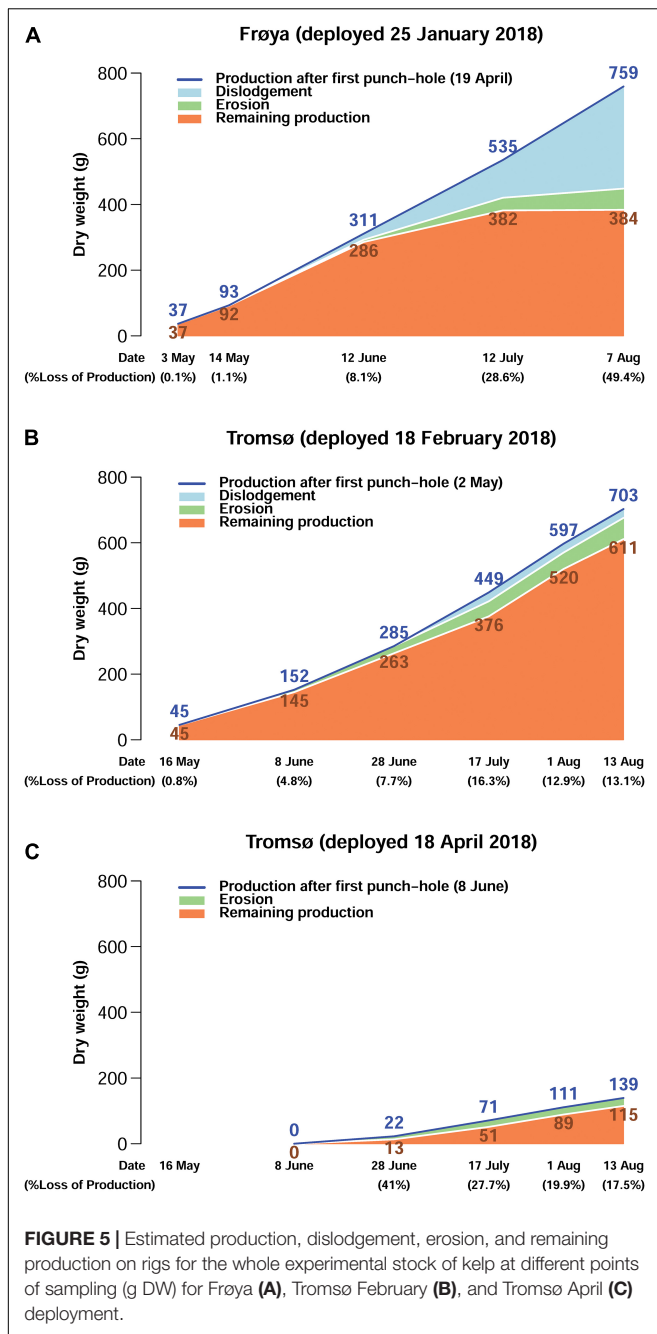 A
Frøya (deployed 25 January 2018)
800
600
400
200
0
Dry weight (g)
Production after first punch–hole (19 April)
Dislodgement
Erosion
Remaining production
37
93
311
535
759
37
92
286
382
384
Date 3 May 14 May 12 June 12 July 7 Aug
(%Loss of Production) (0.1%) (1.1%) (8.1%) (28.6%) (49.4%)
B
Tromsø (deployed 18 February 2018)
800
600
400
200
0
Dry weight (g)
Production after first punch–hole (2 May)
Dislodgement
Erosion
Remaining production
45
152
285
449
597
703
45
145
263
376
520
611
Date 16 May 8 June 28 June 17 July 1 Aug 13 Aug
(%Loss of Production) (0.8%) (4.8%) (7.7%) (16.3%) (12.9%) (13.1%)
C
Tromsø (deployed 18 April 2018)
800
600
400
200
0
Dry weight (g)
Production after first punch–hole (8 June)
Erosion
Remaining production
0
22
71
111
139
0
13
51
89
115
Date 16 May 8 June 28 June 17 July 1 Aug 13 Aug
(%Loss of Production) (41%) (27.7%) (19.9%) (17.5%)
FIGURE 5 | Estimated production, dislodgement, erosion, and remaining
production on rigs for the whole experimental stock of kelp at different points
of sampling (g DW) for Frøya (A), Tromsø February (B), and Tromsø April (C)
deployment.